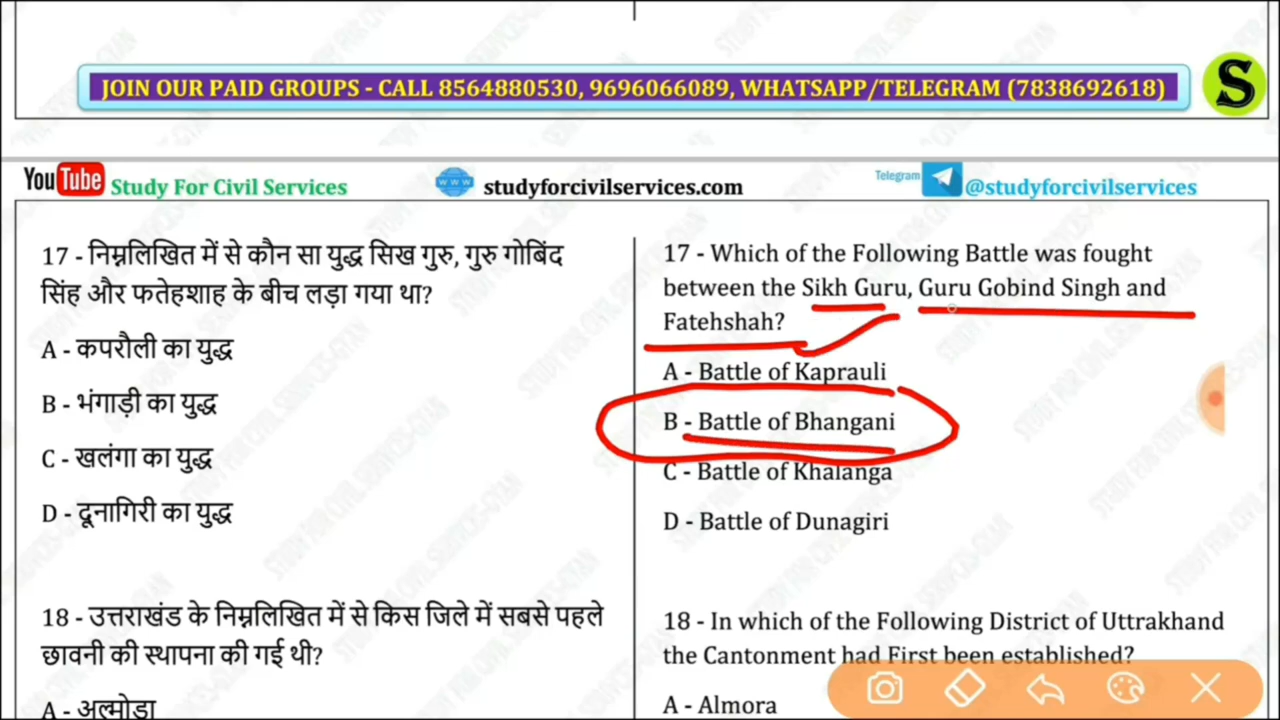 JOIN OUR PAID GROUPS - CALL 8564880530, 9696066089, WHATSAPP/TELEGRAM (7838692618)
S
YouTube Study For Civil Services
www studyforcivilservices.com
Telegram @studyforcivilservices
17 - निम्नलिखित में से कौन सा युद्ध सिख गुरु, गुरु गोबिंद
सिंह और फतेहशाह के बीच लड़ा गया था?
A - कपरौली का युद्ध
B - भंगाड़ी का युद्ध
C - खलंगा का युद्ध
D - दूनागिरी का युद्ध
18 - उत्तराखंड के निम्नलिखित में से किस जिले में सबसे पहले
छावनी की स्थापना की गई थी?
A - अल्मोड़ा
17 - Which of the Following Battle was fought
between the Sikh Guru, Guru Gobind Singh and
Fatehshah?
A - Battle of Kaprauli
B - Battle of Bhangani
C - Battle of Khalanga
D - Battle of Dunagiri
18 - In which of the Following District of Uttrakhand
the Cantonment had First been established?
A - Almora